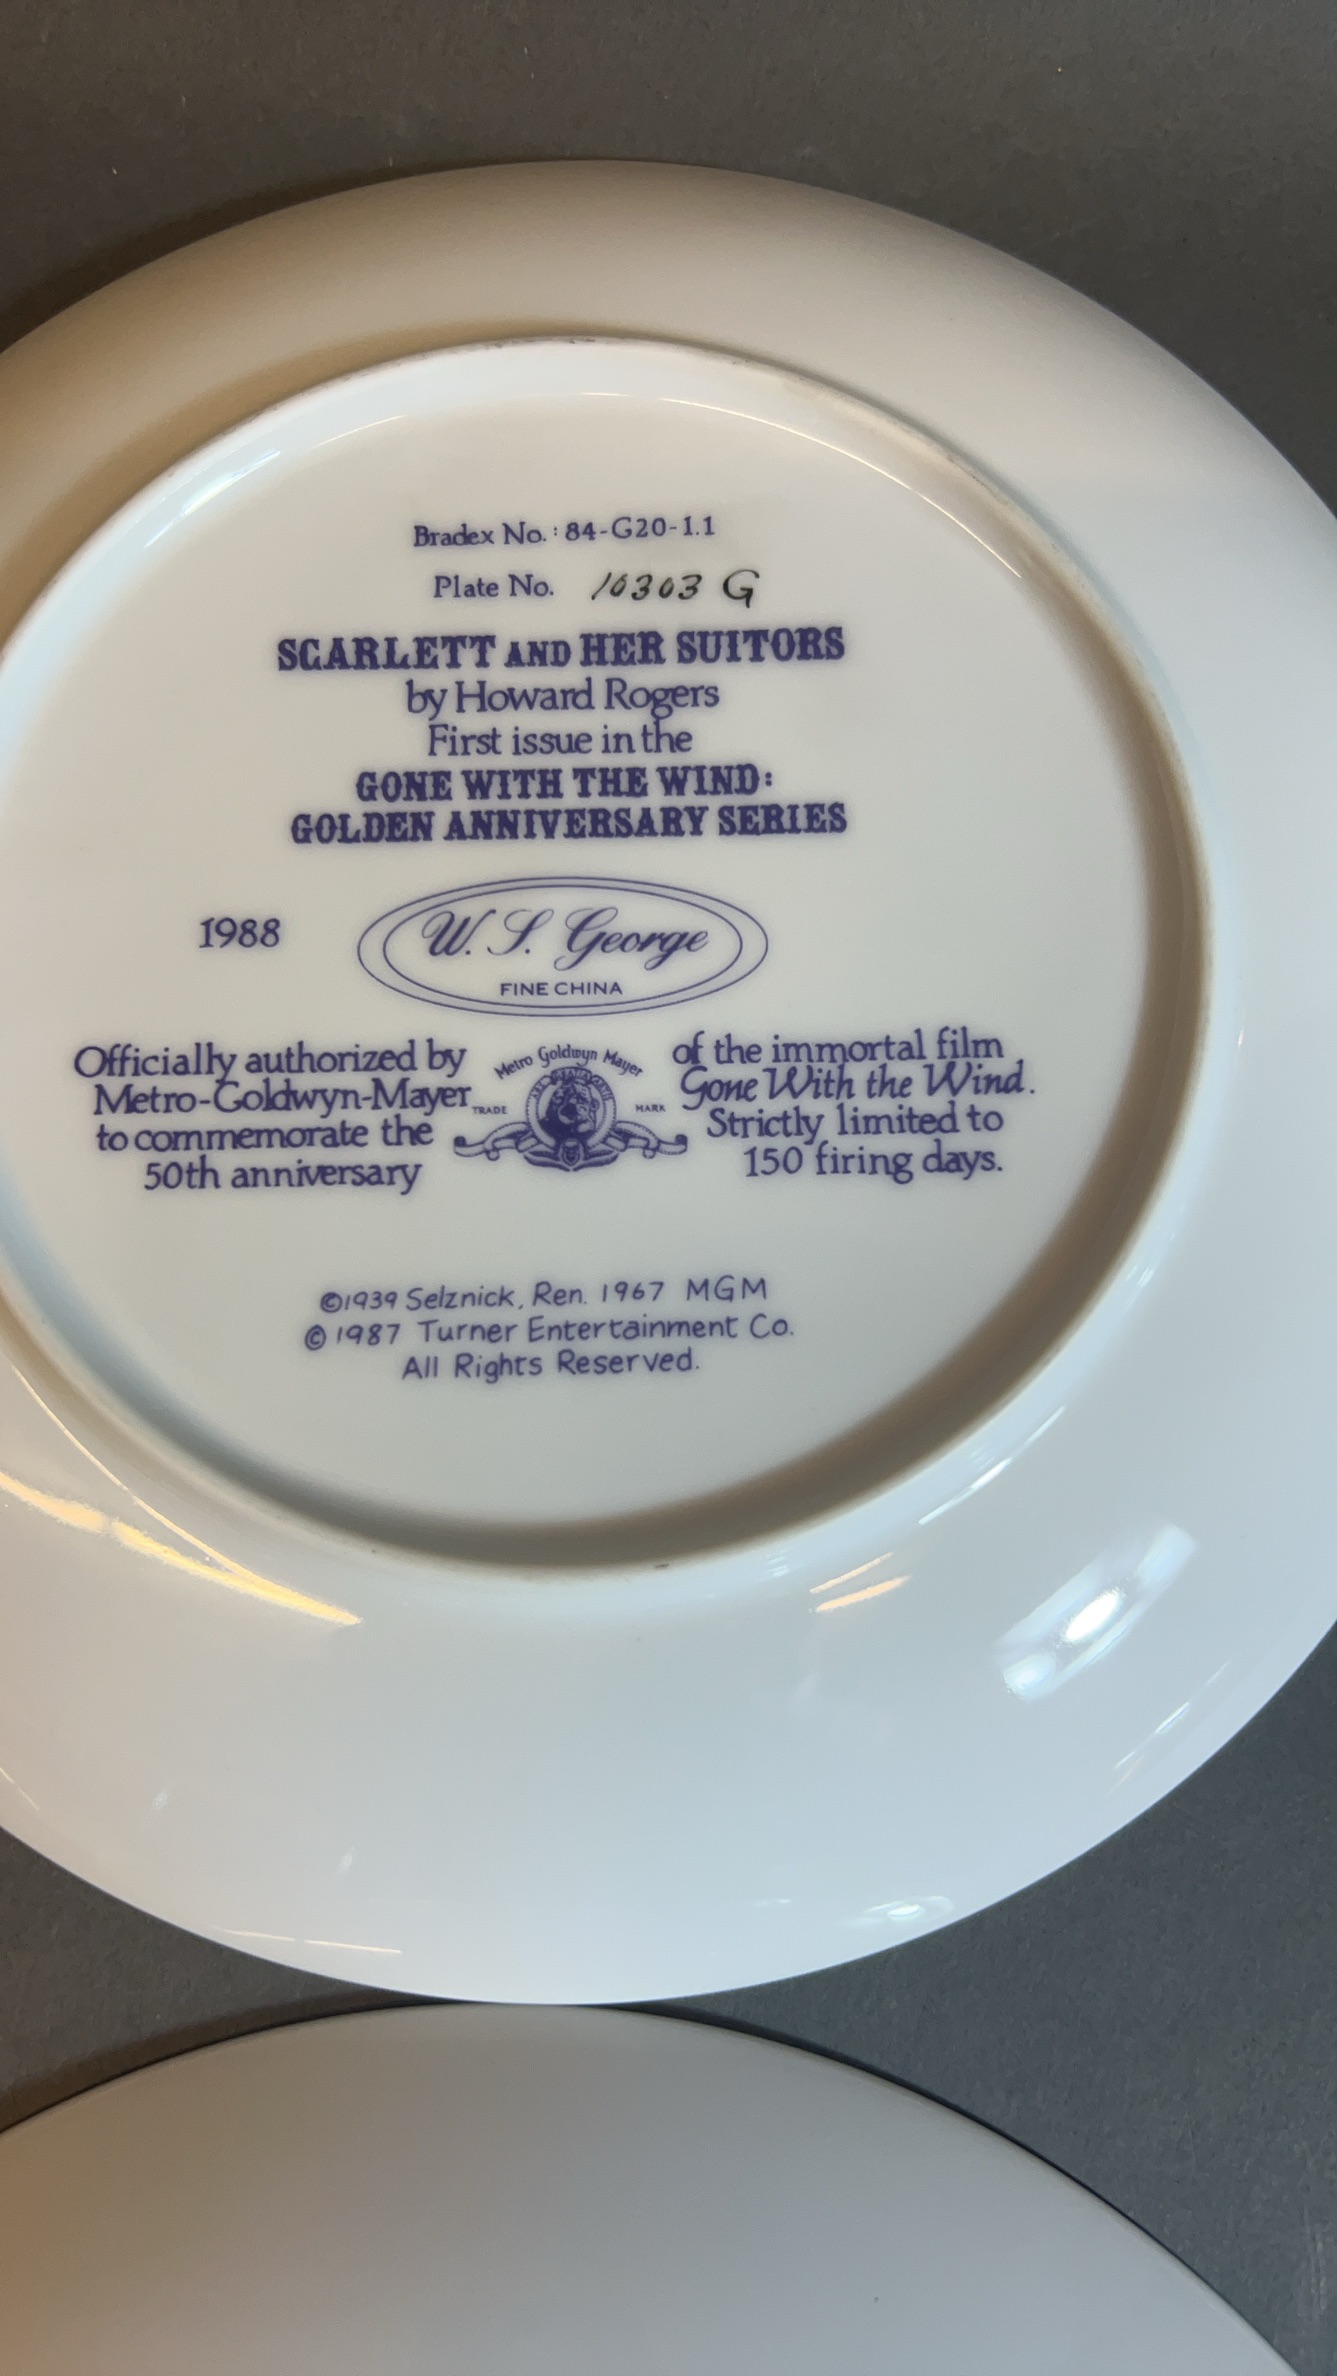 Bradex No.: 84-G20-1.1
Plate No. 10303 G
SCARLETT AND HER SUITORS
by Howard Rogers
First issue in the
GONE WITH THE WIND:
GOLDEN ANNIVERSARY SERIES
1988
W. S. George
FINE CHINA
Officially authorized by
Metro-Goldwyn-Mayer
to commemorate the
50th anniversary
Metro Goldwyn Mayer
TRADE MARK
of the immortal film
Gone With the Wind.
Strictly limited to
150 firing days.
©1939 Selznick, Ren. 1967 MGM
©1987 Turner Entertainment Co.
All Rights Reserved.